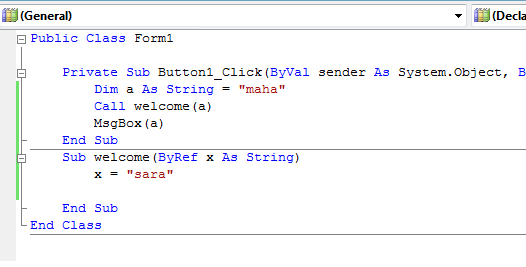 (General)
(Decla
Public Class Form1
Private Sub Button1_Click(ByVal sender As System.Object, B
Dim a As String = "maha"
Call welcome(a)
MsgBox(a)
End Sub
Sub welcome(ByRef x As String)
x = "sara"
End Sub
End Class